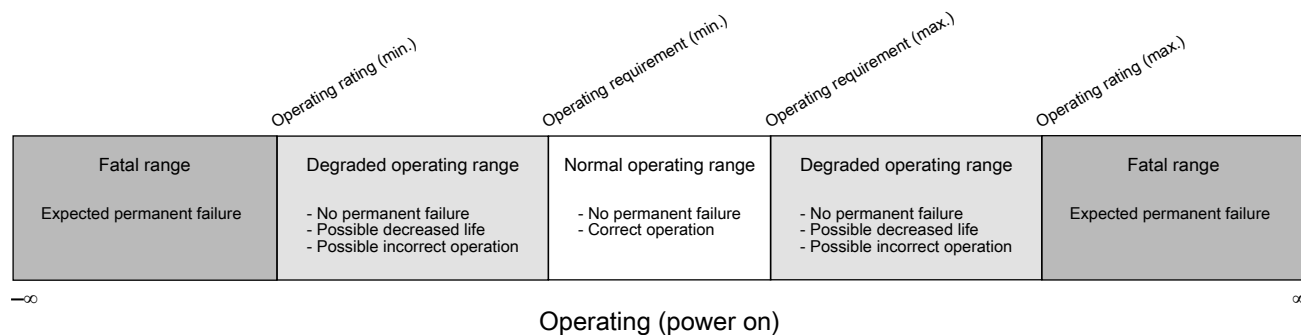 Operating rating (min.)
Operating requirement (min.)
Operating requirement (max.)
Operating rating (max.)
Fatal range
Expected permanent failure
Degraded operating range
- No permanent failure
- Possible decreased life
- Possible incorrect operation
Normal operating range
- No permanent failure
- Correct operation
Degraded operating range
- No permanent failure
- Possible decreased life
- Possible incorrect operation
Fatal range
Expected permanent failure
–∞
∞
Operating (power on)